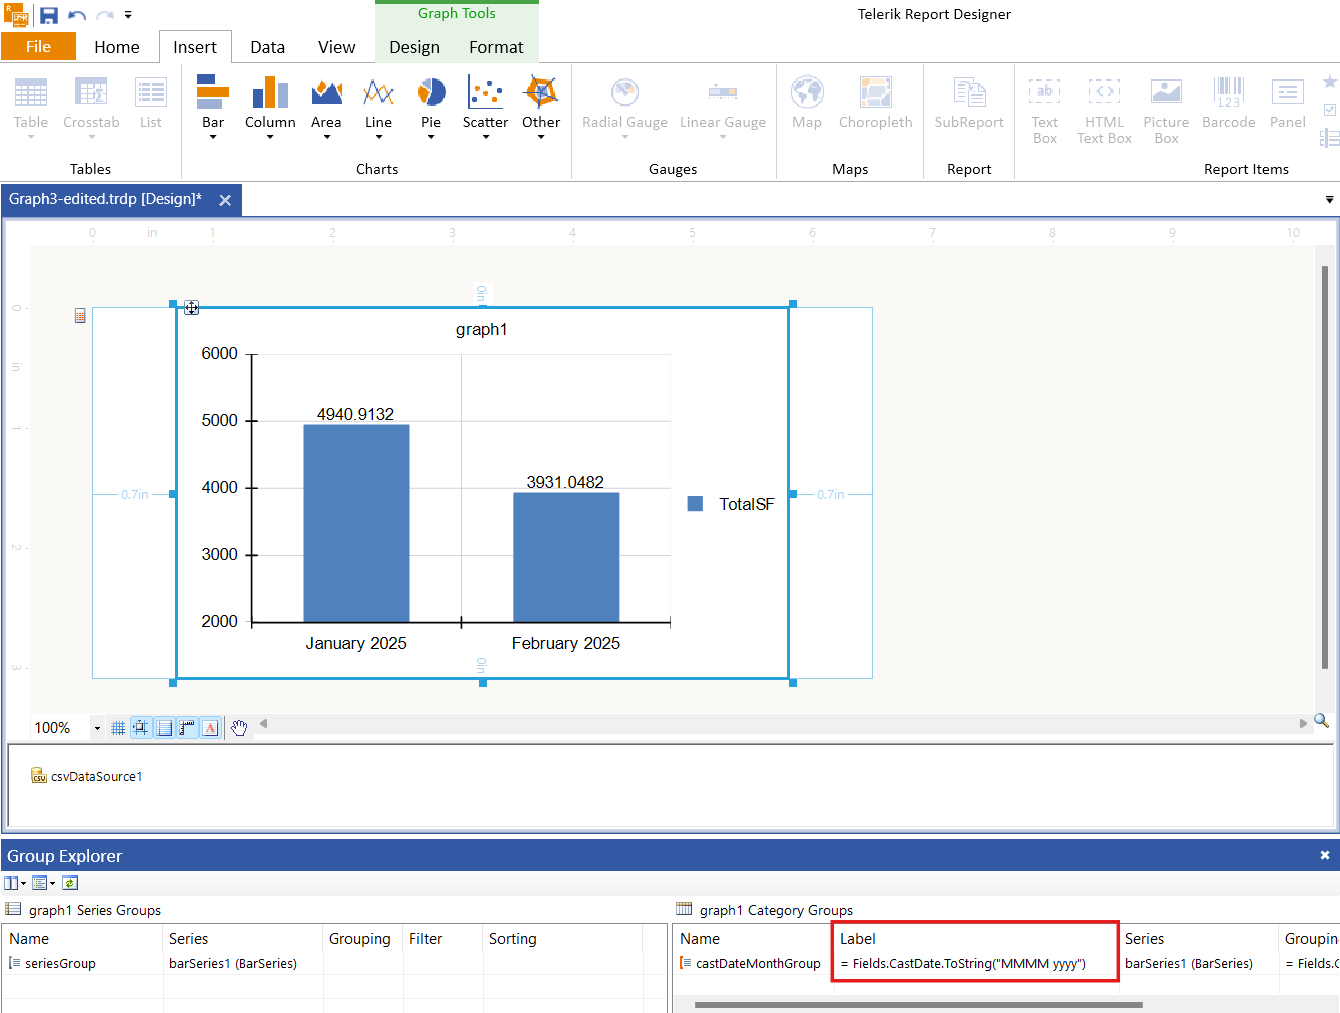 Graph Tools
Telerik Report Designer
File Home Insert Data View Design Format
Table Crosstab List
Bar Column Area Line Pie Scatter Other
Radial Gauge Linear Gauge
Map Choropleth
SubReport
Text Box
HTML Text Box
Picture Box
Barcode Panel
Tables Charts Gauges Maps Report Report Items
Graph3-edited.trdp [Design]*
0 in 1 2 3 4 5 6 7 8 9 10
0 in 1 2 3
0in
graph1
6000
4940.9132
5000
3931.0482
4000
0.7in
0.7in
TotalSF
3000
2000
January 2025 February 2025
0in
100%
csvDataSource1
Group Explorer
graph1 Series Groups
Name Series Grouping Filter Sorting
seriesGroup barSeries1 (BarSeries)
graph1 Category Groups
Name Label Series Groupin
castDateMonthGroup = Fields.CastDate.ToString("MMMM yyyy") barSeries1 (BarSeries) = Fields.C